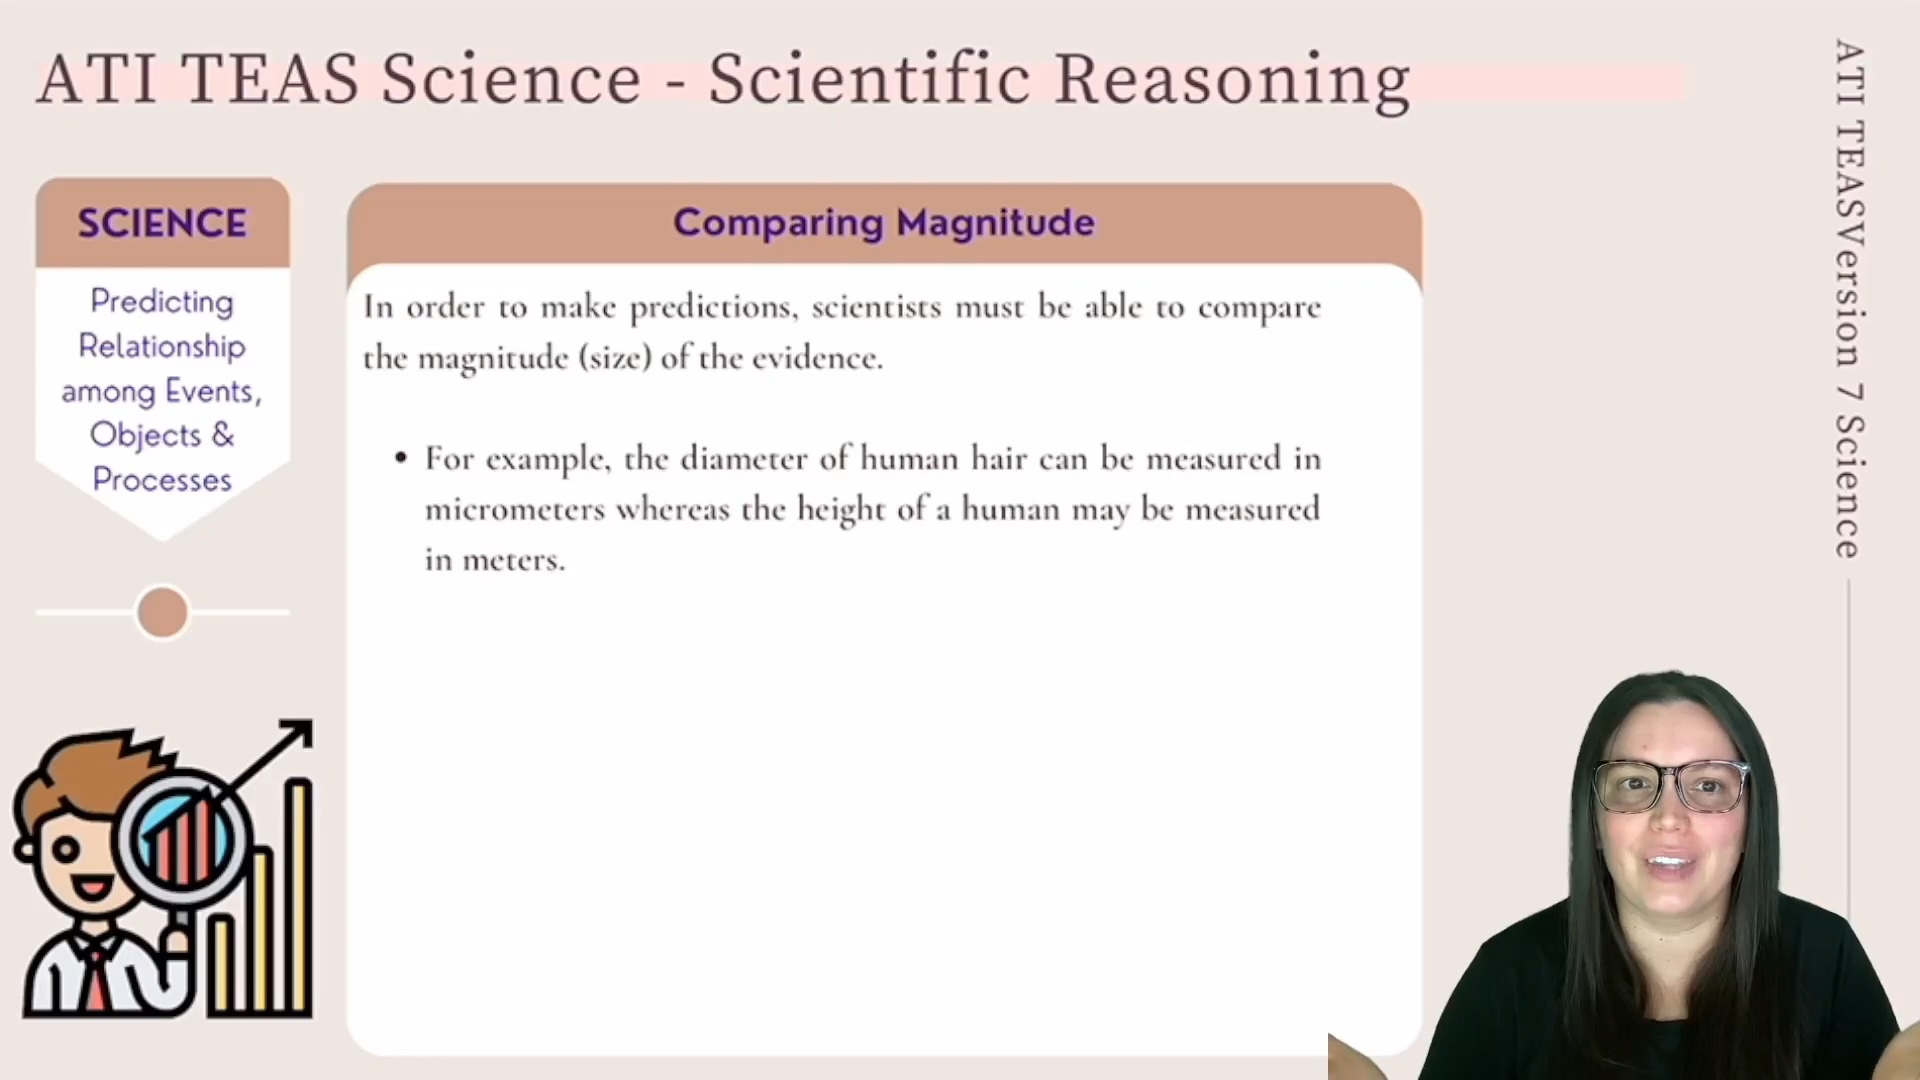 ATI TEAS Science - Scientific Reasoning
SCIENCE
Predicting
Relationship
among Events,
Objects &
Processes
Comparing Magnitude
In order to make predictions, scientists must be able to compare
the magnitude (size) of the evidence.
• For example, the diameter of human hair can be measured in
micrometers whereas the height of a human may be measured
in meters.
ATI TEASVersion 7 Science